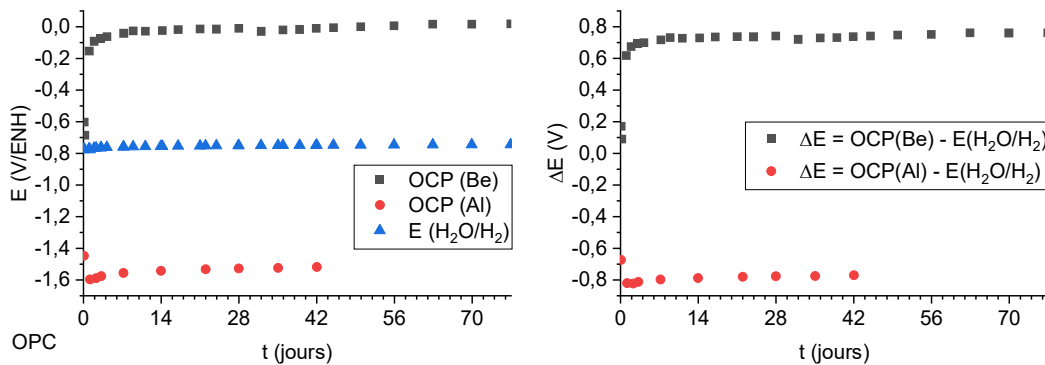 0,0
-0,2
-0,4
-0,6
-0,8
-1,0
-1,2
-1,4
-1,6
E (V/ENH)
OCP (Be)
OCP (Al)
E (H₂O/H₂)
0 14 28 42 56 70
t (jours)
OPC
0,8
0,6
0,4
0,2
0,0
-0,2
-0,4
-0,6
-0,8
ΔE (V)
ΔE = OCP(Be) - E(H₂O/H₂)
ΔE = OCP(Al) - E(H₂O/H₂)
0 14 28 42 56 70
t (jours)